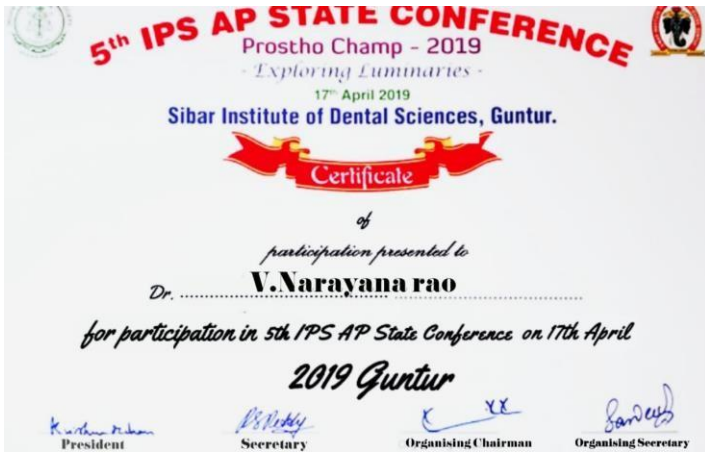 5th IPS AP STATE CONFERENCE
Prostho Champ - 2019
- Exploring Luminaries -
17th April 2019
Sibar Institute of Dental Sciences, Guntur.
Certificate
of
participation presented to
Dr. V.Narayana rao
for participation in 5th IPS AP State Conference on 17th April
2019 Guntur
President Secretary Organising Chairman Organising Secretary